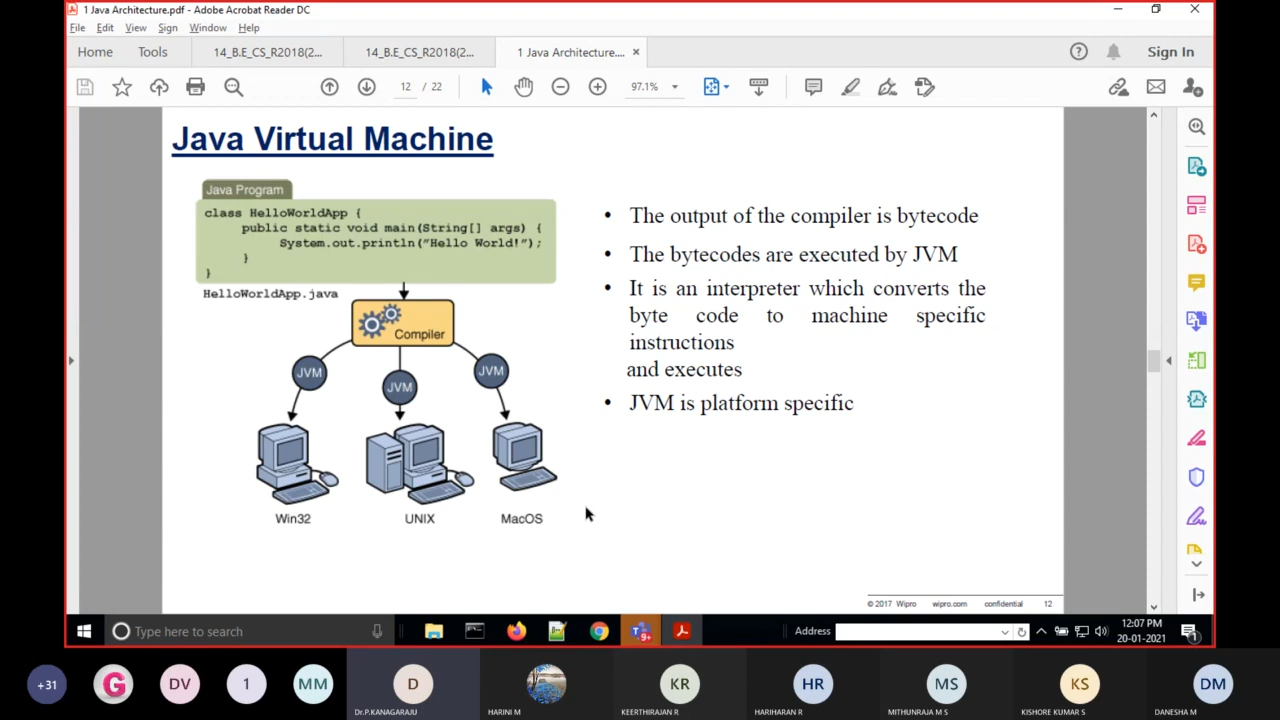 1 Java Architecture.pdf - Adobe Acrobat Reader DC
File Edit View Sign Window Help
Home Tools 14_B.E_CS_R2018(2... 14_B.E_CS_R2018(2... 1 Java Architecture.... × Sign In
12 / 22 97.1%
Java Virtual Machine
Java Program
class HelloWorldApp {
public static void main(String[] args) {
System.out.println("Hello World!");
}
}
HelloWorldApp.java
Compiler
JVM JVM JVM
Win32 UNIX MacOS
• The output of the compiler is bytecode
• The bytecodes are executed by JVM
• It is an interpreter which converts the
byte code to machine specific
instructions
and executes
• JVM is platform specific
© 2017 Wipro wipro.com confidential 12
Type here to search
Address
12:07 PM
20-01-2021
9+
1
+31 G DV 1 MM D KR HR MS KS DM
Dr.P.KANAGARAJU HARINI M KEERTHIRAJAN R HARIHARAN R MITHUNRAJA M S KISHORE KUMAR S DANESHA M